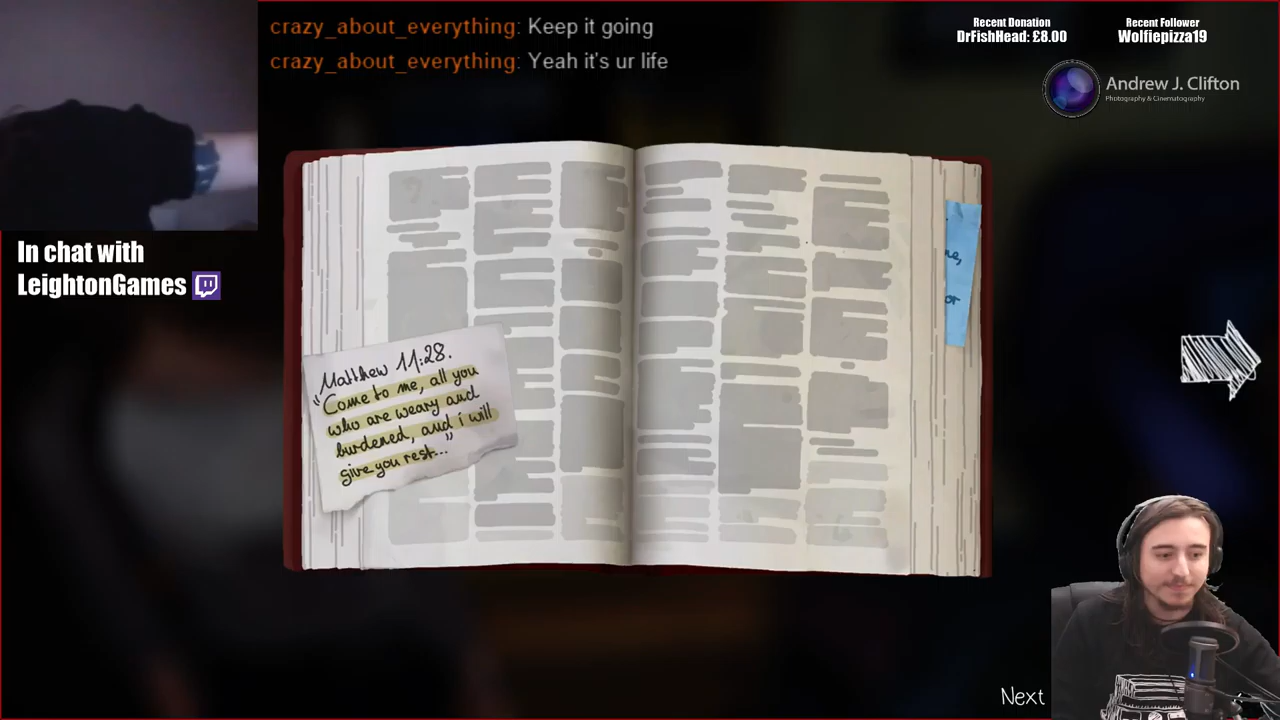 crazy_about_everything: Keep it going
crazy_about_everything: Yeah it's ur life
Recent Donation
DrFishHead: £8.00
Recent Follower
Wolfiepizza19
Andrew J. Clifton
Photography & Cinematography
In chat with
LeightonGames
Matthew 11:28.
"Come to me, all you
who are weary and
burdened, and i will
give you rest..."
Next